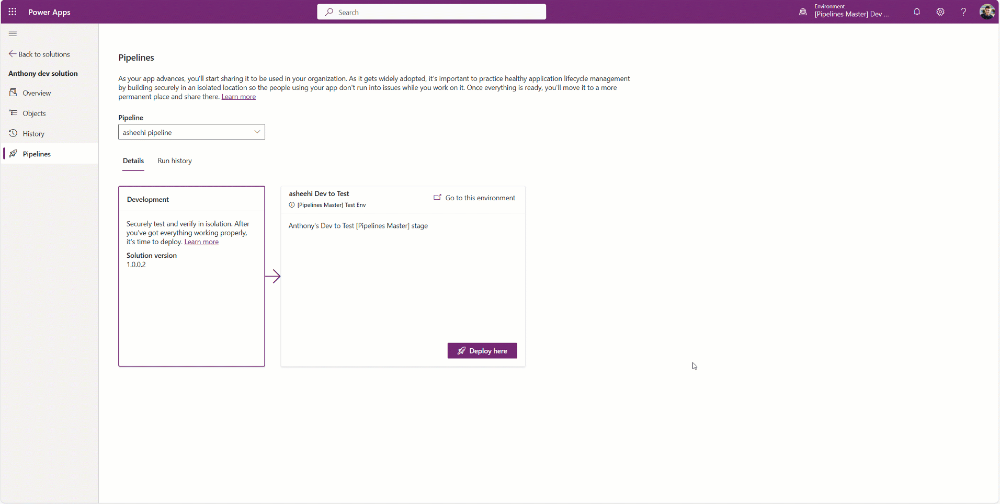 Power Apps
Search
Environment
[Pipelines Master] Dev ...
Back to solutions
Anthony dev solution
Overview
Objects
History
Pipelines
Pipelines
As your app advances, you'll start sharing it to be used in your organization. As it gets widely adopted, it's important to practice healthy application lifecycle management
by building securely in an isolated location so the people using your app don't run into issues while you work on it. Once everything is ready, you'll move it to a more
permanent place and share there. Learn more
Pipeline
asheehi pipeline
Details
Run history
Development
Securely test and verify in isolation. After
you've got everything working properly,
it's time to deploy. Learn more
Solution version
1.0.0.2
asheehi Dev to Test
[Pipelines Master] Test Env
Go to this environment
Anthony's Dev to Test [Pipelines Master] stage
Deploy here